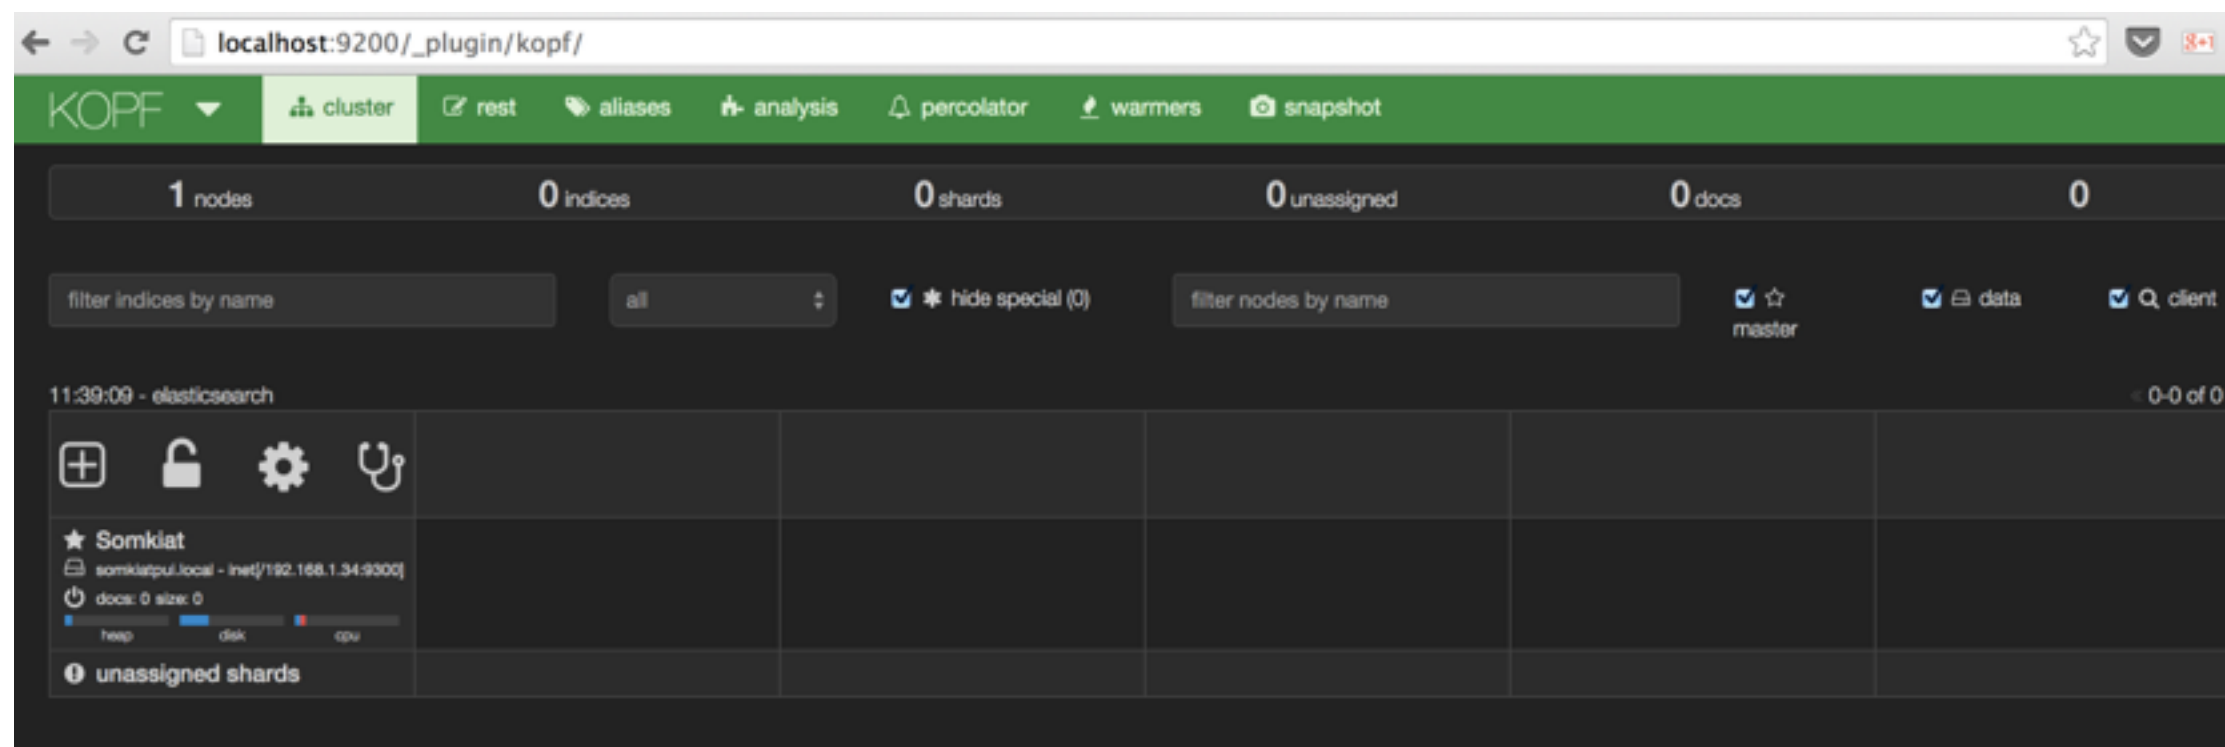 localhost:9200/_plugin/kopf/
8+1
KOPF cluster rest aliases analysis percolator warmers snapshot
1 nodes 0 indices 0 shards 0 unassigned 0 docs 0
filter indices by name all hide special (0) filter nodes by name master data client
11:39:09 - elasticsearch « 0-0 of 0
Somkiat
somkiatpui.local - inet[/192.168.1.34:9300]
docs: 0 size: 0
heap disk cpu
unassigned shards